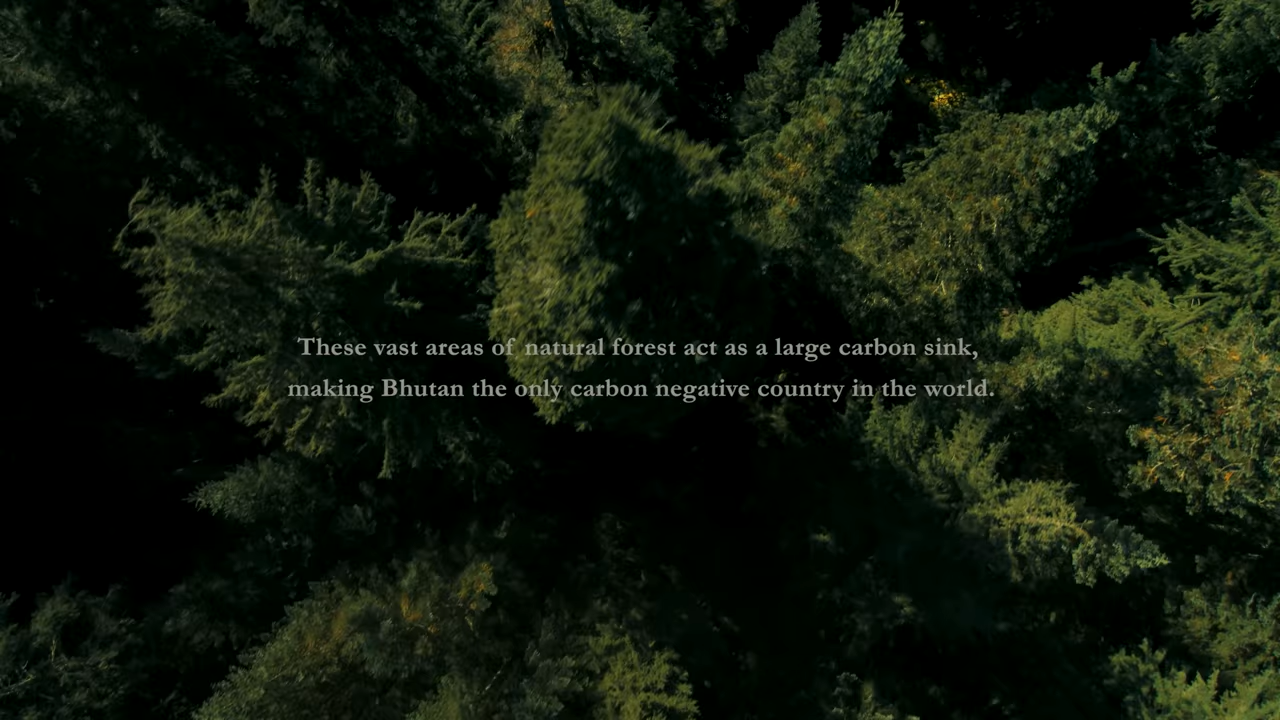 These vast areas of natural forest act as a large carbon sink,
making Bhutan the only carbon negative country in the world.